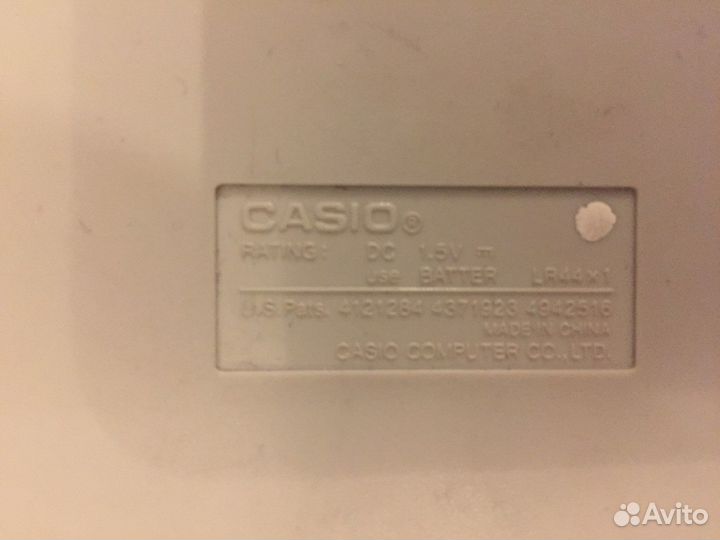 CASIO®
RATING: DC 1.5V ⎓
use BATTER LR44×1
U.S. Pats. 4121284 4371923 4942516
MADE IN CHINA
CASIO COMPUTER CO.,LTD.
Avito